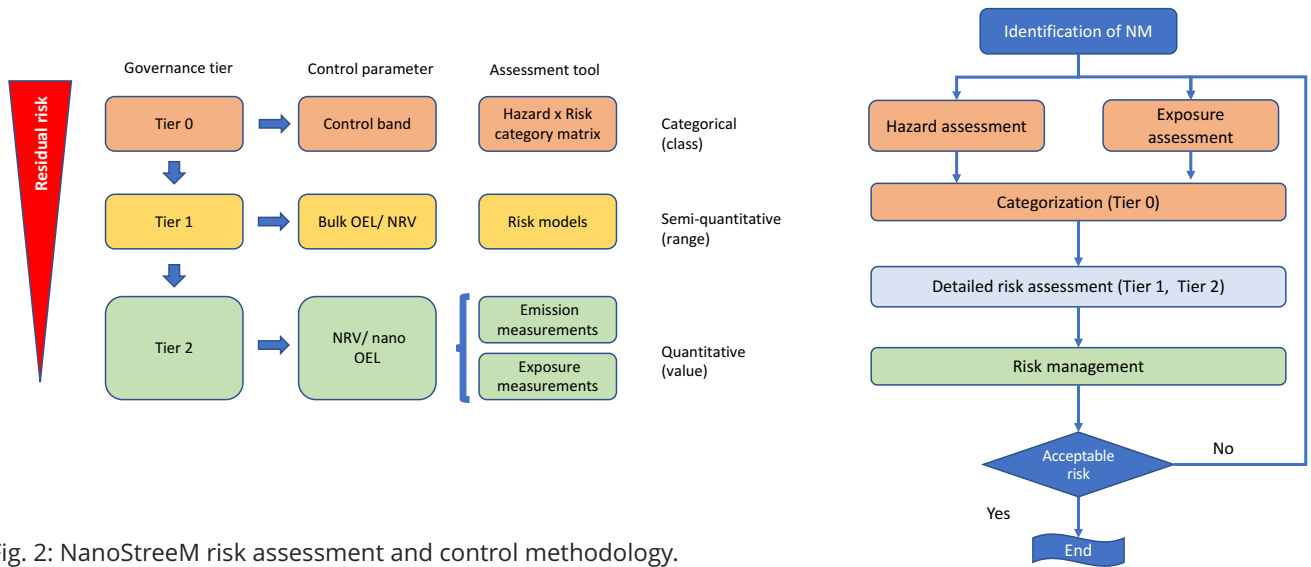 Governance tier
Control parameter
Assessment tool
Residual risk
Tier 0
Control band
Hazard x Risk
category matrix
Categorical
(class)
Tier 1
Bulk OEL/ NRV
Risk models
Semi-quantitative
(range)
Tier 2
NRV/ nano
OEL
Emission
measurements
Exposure
measurements
Quantitative
(value)
Identification of NM
Hazard assessment
Exposure
assessment
Categorization (Tier 0)
Detailed risk assessment (Tier 1, Tier 2)
Risk management
Acceptable
risk
No
Yes
End
ig. 2: NanoStreeM risk assessment and control methodology.